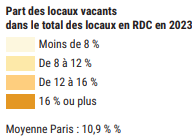 Part des locaux vacants
dans le total des locaux en RDC en 2023
Moins de 8 %
De 8 à 12 %
De 12 à 16 %
16 % ou plus
Moyenne Paris : 10,9 % %